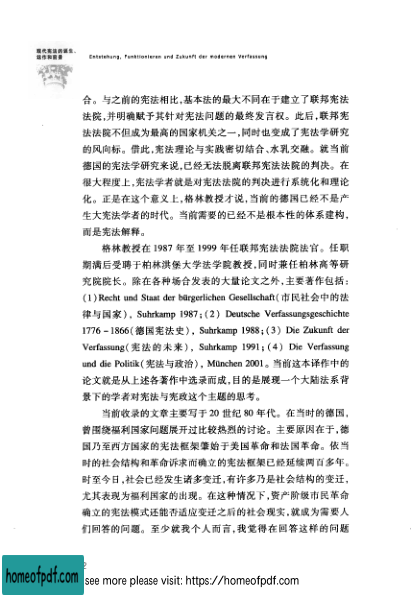 现代宪法的诞生、
运作和前景
Entstehung, Funktionieren und Zukunft der modernen Verfassung
合。与之前的宪法相比,基本法的最大不同在于建立了联邦宪法
法院,并明确赋予其针对宪法问题的最终发言权。此后,联邦宪
法法院不但成为最高的国家机关之一,同时也变成了宪法学研究
的风向标。借此,宪法理论与实践密切结合、水乳交融。就当前
德国的宪法学研究来说,已经无法脱离联邦宪法法院的判决。在
很大程度上,宪法学者就是对宪法法院的判决进行系统化和理论
化。正是在这个意义上,格林教授才说,当前的德国已经不是产
生大宪法学者的时代。当前需要的已经不是根本性的体系建构,
而是宪法解释。
格林教授在 1987 年至 1999 年任联邦宪法法院法官。任职
期满后受聘于柏林洪堡大学法学院教授,同时兼任柏林高等研
究院院长。除在各种场合发表的大量论文之外,主要著作包括:
(1)Recht und Staat der bürgerlichen Gesellschaft(市民社会中的法
律与国家), Suhrkamp 1987;(2) Deutsche Verfassungsgeschichte
1776 - 1866(德国宪法史), Suhrkamp 1988;(3) Die Zukunft der
Verfassung(宪法的未来), Suhrkamp 1991;(4) Die Verfassung
und die Politik(宪法与政治), München 2001。当前这本译作中的
论文就是从上述各著作中选录而成,目的是展现一个大陆法系背
景下的学者对宪法与宪政这个主题的思考。
当前收录的文章主要写于 20 世纪 80 年代。在当时的德国,
曾围绕福利国家问题展开过比较热烈的讨论。主要原因在于,德
国乃至西方国家的宪法框架肇始于美国革命和法国革命。依当
时的社会结构和革命诉求而确立的宪法框架已经延续两百多年。
时至今日,社会已经发生诸多变迁,有许多乃是社会结构的变迁,
尤其表现为福利国家的出现。在这种情况下,资产阶级市民革命
确立的宪法模式还能否适应变迁之后的社会现实,就成为需要人
们回答的问题。至少就我个人而言,我觉得在回答这样的问题
2
homeofpdf.com
see more please visit: https://homeofpdf.com